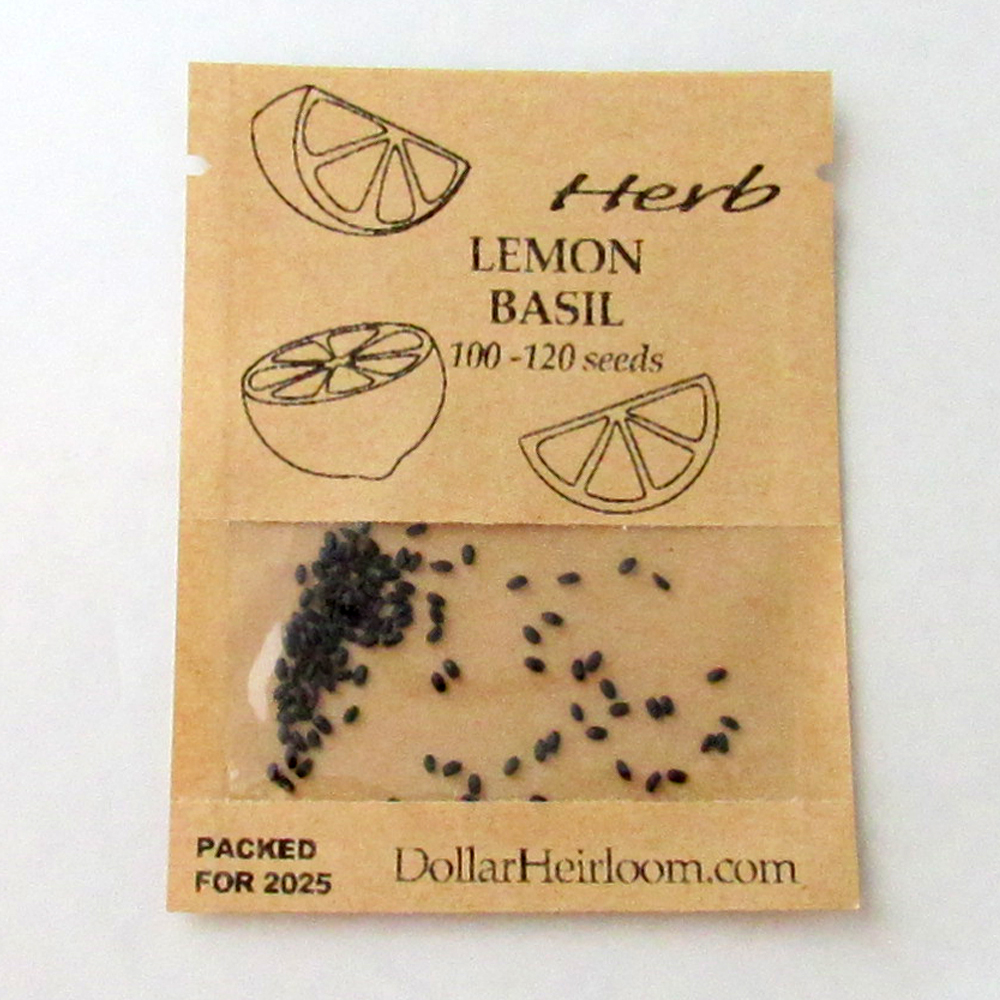 Herb
LEMON
BASIL
100 -120 seeds
PACKED
FOR 2025
DollarHeirloom.com